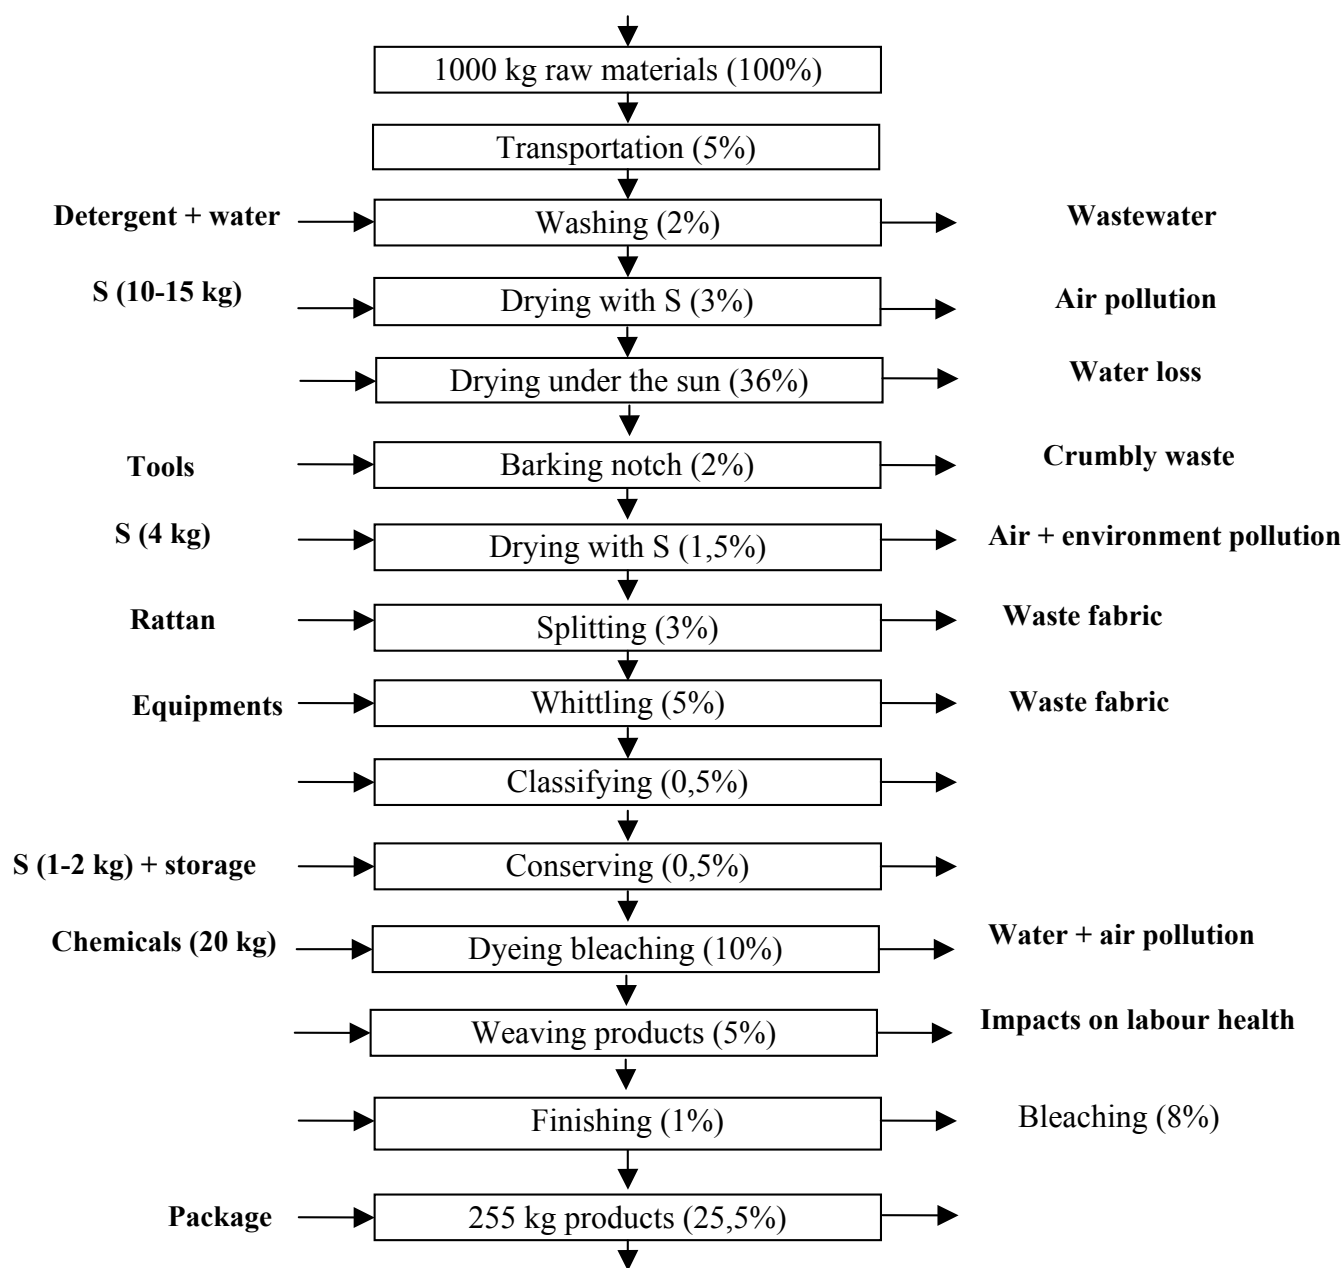 1000 kg raw materials (100%)
Transportation (5%)
Detergent + water
Washing (2%)
Wastewater
S (10-15 kg)
Drying with S (3%)
Air pollution
Drying under the sun (36%)
Water loss
Tools
Barking notch (2%)
Crumbly waste
S (4 kg)
Drying with S (1,5%)
Air + environment pollution
Rattan
Splitting (3%)
Waste fabric
Equipments
Whittling (5%)
Waste fabric
Classifying (0,5%)
S (1-2 kg) + storage
Conserving (0,5%)
Chemicals (20 kg)
Dyeing bleaching (10%)
Water + air pollution
Weaving products (5%)
Impacts on labour health
Finishing (1%)
Bleaching (8%)
Package
255 kg products (25,5%)